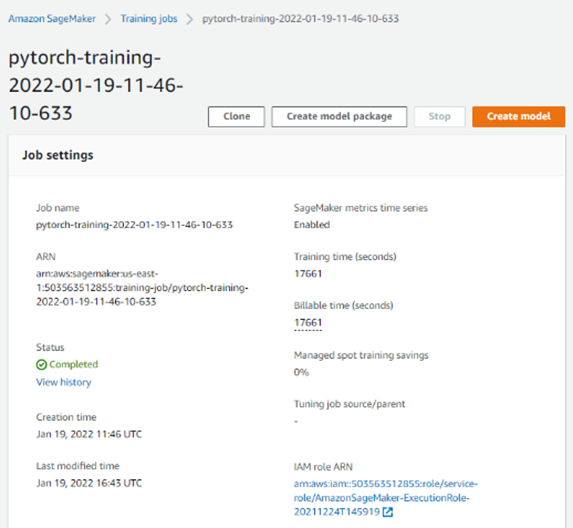 Amazon SageMaker > Training jobs > pytorch-training-2022-01-19-11-46-10-633
pytorch-training-
2022-01-19-11-46-
10-633
Clone
Create model package
Stop
Create model
Job settings
Job name
pytorch-training-2022-01-19-11-46-10-633
ARN
arn:aws:sagemaker:us-east-
1:503563512855:training-job/pytorch-training-
2022-01-19-11-46-10-633
Status
Completed
View history
Creation time
Jan 19, 2022 11:46 UTC
Last modified time
Jan 19, 2022 16:43 UTC
SageMaker metrics time series
Enabled
Training time (seconds)
17661
Billable time (seconds)
17661
Managed spot training savings
0%
Tuning job source/parent
-
IAM role ARN
arn:aws:iam::503563512855:role/service-
role/AmazonSageMaker-ExecutionRole-
20211224T145919